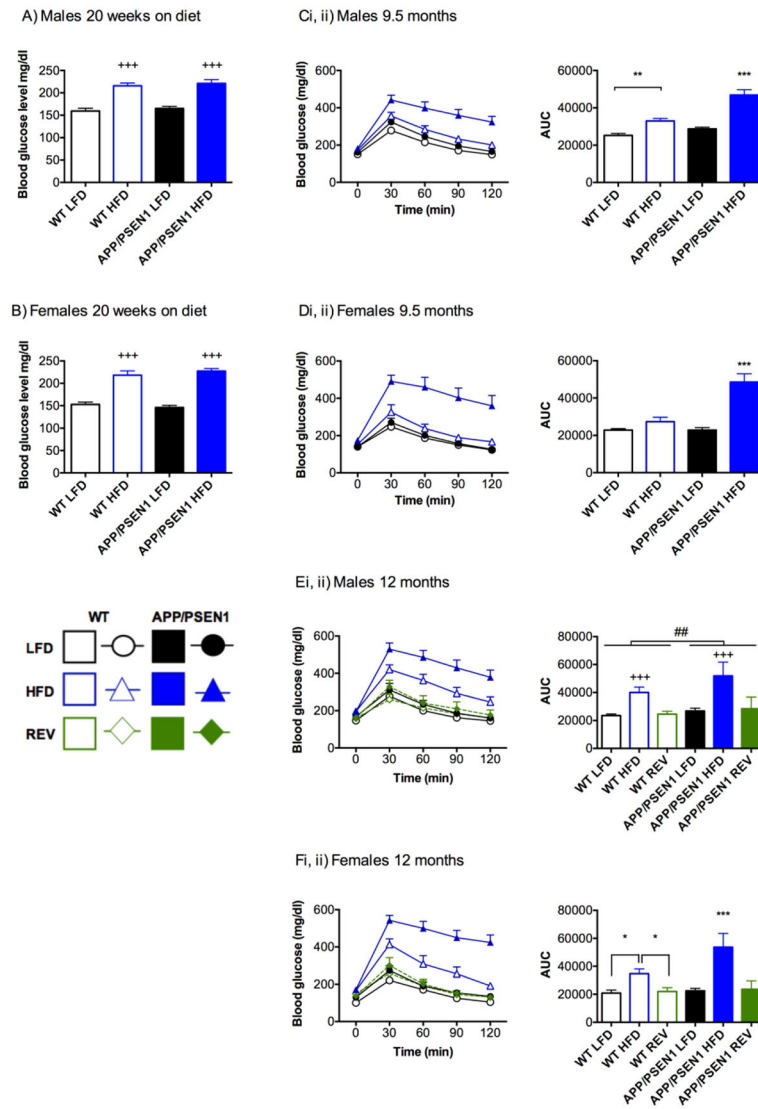 A) Males 20 weeks on diet
Blood glucose level mg/dl
250
200
150
100
50
0
+++
+++
WT LFD
WT HFD
APP/PSEN1 LFD
APP/PSEN1 HFD
Ci, ii) Males 9.5 months
Blood glucose (mg/dl)
600
400
200
0
0 30 60 90 120
Time (min)
AUC
60000
40000
20000
0
**
***
WT LFD
WT HFD
APP/PSEN1 LFD
APP/PSEN1 HFD
B) Females 20 weeks on diet
Blood glucose level mg/dl
250
200
150
100
50
0
+++
+++
WT LFD
WT HFD
APP/PSEN1 LFD
APP/PSEN1 HFD
Di, ii) Females 9.5 months
Blood glucose (mg/dl)
600
400
200
0
0 30 60 90 120
Time (min)
AUC
60000
40000
20000
0
***
WT LFD
WT HFD
APP/PSEN1 LFD
APP/PSEN1 HFD
WT APP/PSEN1
LFD
HFD
REV
Ei, ii) Males 12 months
Blood glucose (mg/dl)
600
400
200
0
0 30 60 90 120
Time (min)
AUC
80000
60000
40000
20000
0
##
+++
+++
WT LFD
WT HFD
WT REV
APP/PSEN1 LFD
APP/PSEN1 HFD
APP/PSEN1 REV
Fi, ii) Females 12 months
Blood glucose (mg/dl)
600
400
200
0
0 30 60 90 120
Time (min)
AUC
80000
60000
40000
20000
0
*
*
***
WT LFD
WT HFD
WT REV
APP/PSEN1 LFD
APP/PSEN1 HFD
APP/PSEN1 REV